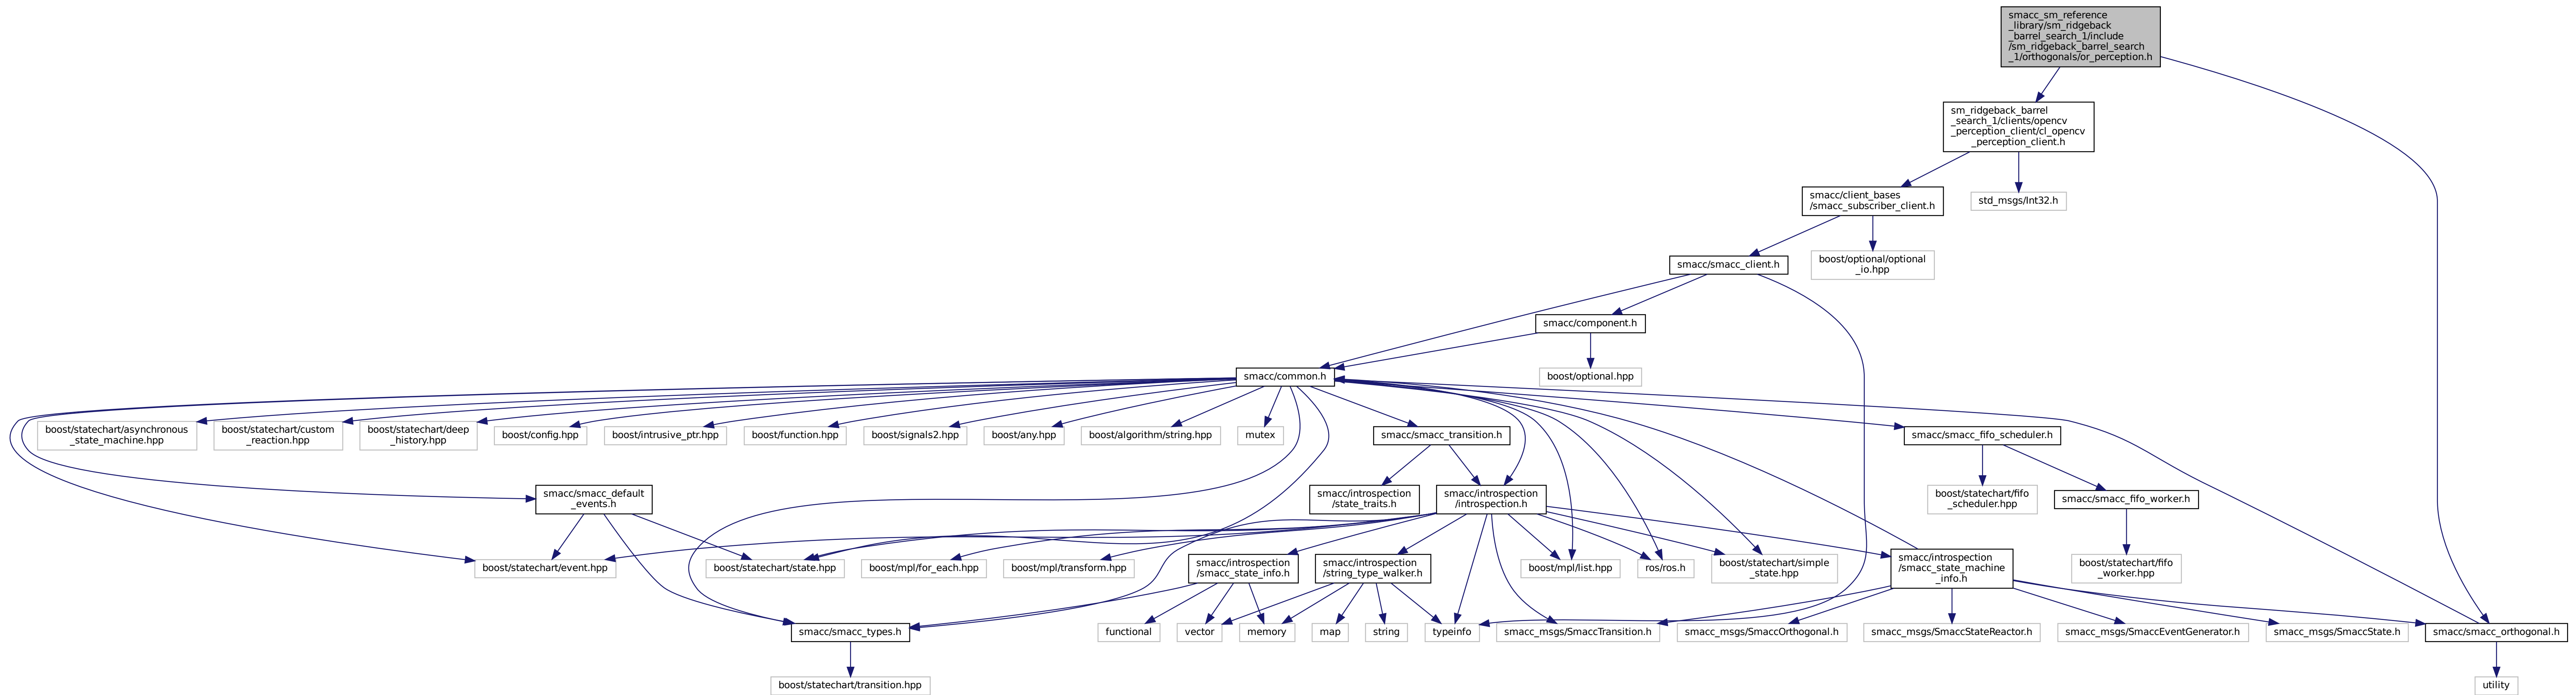 smacc_sm_reference
_library/sm_ridgeback
_barrel_search_1/include
/sm_ridgeback_barrel_search
_1/orthogonals/or_perception.h
sm_ridgeback_barrel
_search_1/clients/opencv
_perception_client/cl_opencv
_perception_client.h
smacc/client_bases
/smacc_subscriber_client.h
std_msgs/Int32.h
smacc/smacc_client.h
boost/optional/optional
_io.hpp
smacc/component.h
smacc/common.h
boost/optional.hpp
boost/statechart/asynchronous
_state_machine.hpp
boost/statechart/custom
_reaction.hpp
boost/statechart/deep
_history.hpp
boost/config.hpp
boost/intrusive_ptr.hpp
boost/function.hpp
boost/signals2.hpp
boost/any.hpp
boost/algorithm/string.hpp
mutex
smacc/smacc_transition.h
smacc/smacc_fifo_scheduler.h
smacc/smacc_default
_events.h
smacc/introspection
/state_traits.h
smacc/introspection
/introspection.h
boost/statechart/fifo
_scheduler.hpp
smacc/smacc_fifo_worker.h
boost/statechart/event.hpp
boost/statechart/state.hpp
boost/mpl/for_each.hpp
boost/mpl/transform.hpp
smacc/introspection
/smacc_state_info.h
smacc/introspection
/string_type_walker.h
boost/mpl/list.hpp
ros/ros.h
boost/statechart/simple
_state.hpp
smacc/introspection
/smacc_state_machine
_info.h
boost/statechart/fifo
_worker.hpp
smacc/smacc_types.h
functional
vector
memory
map
string
typeinfo
smacc_msgs/SmaccTransition.h
smacc_msgs/SmaccOrthogonal.h
smacc_msgs/SmaccStateReactor.h
smacc_msgs/SmaccEventGenerator.h
smacc_msgs/SmaccState.h
smacc/smacc_orthogonal.h
boost/statechart/transition.hpp
utility